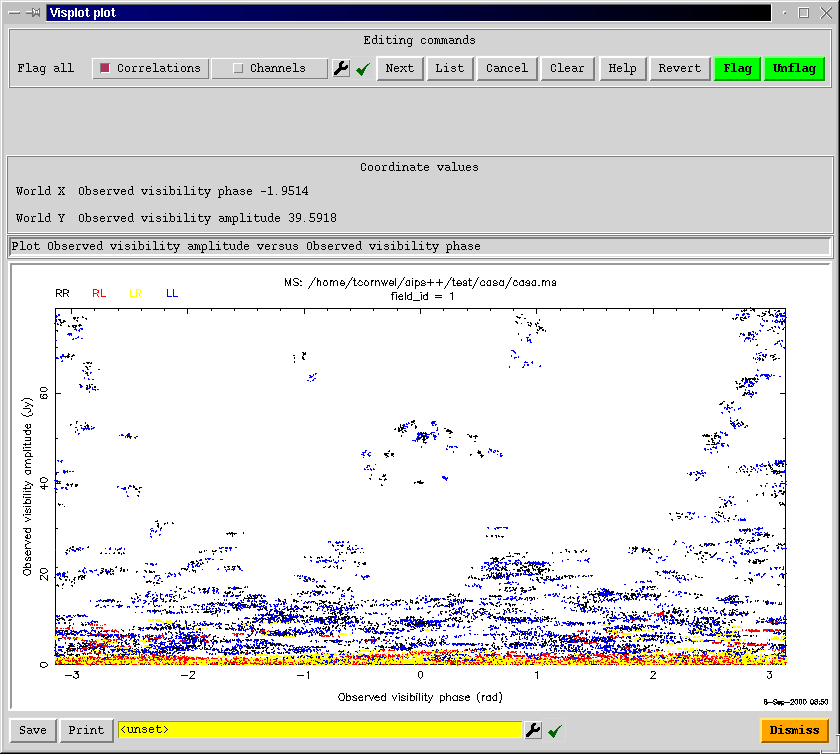 Visplot plot
Editing commands
Flag all Correlations Channels Next List Cancel Clear Help Revert Flag Unflag
Coordinate values
World X Observed visibility phase -1.9514
World Y Observed visibility amplitude 39.5918
Plot Observed visibility amplitude versus Observed visibility phase
MS: /home/tcornwel/aips++/test/casa/casa.ms
RR RL LR LL
field_id = 1
Observed visibility amplitude (Jy)
60
40
20
0
-3 -2 -1 0 1 2 3
Observed visibility phase (rad)
8-Sep-2000 08:50
Save Print <unset> Dismiss